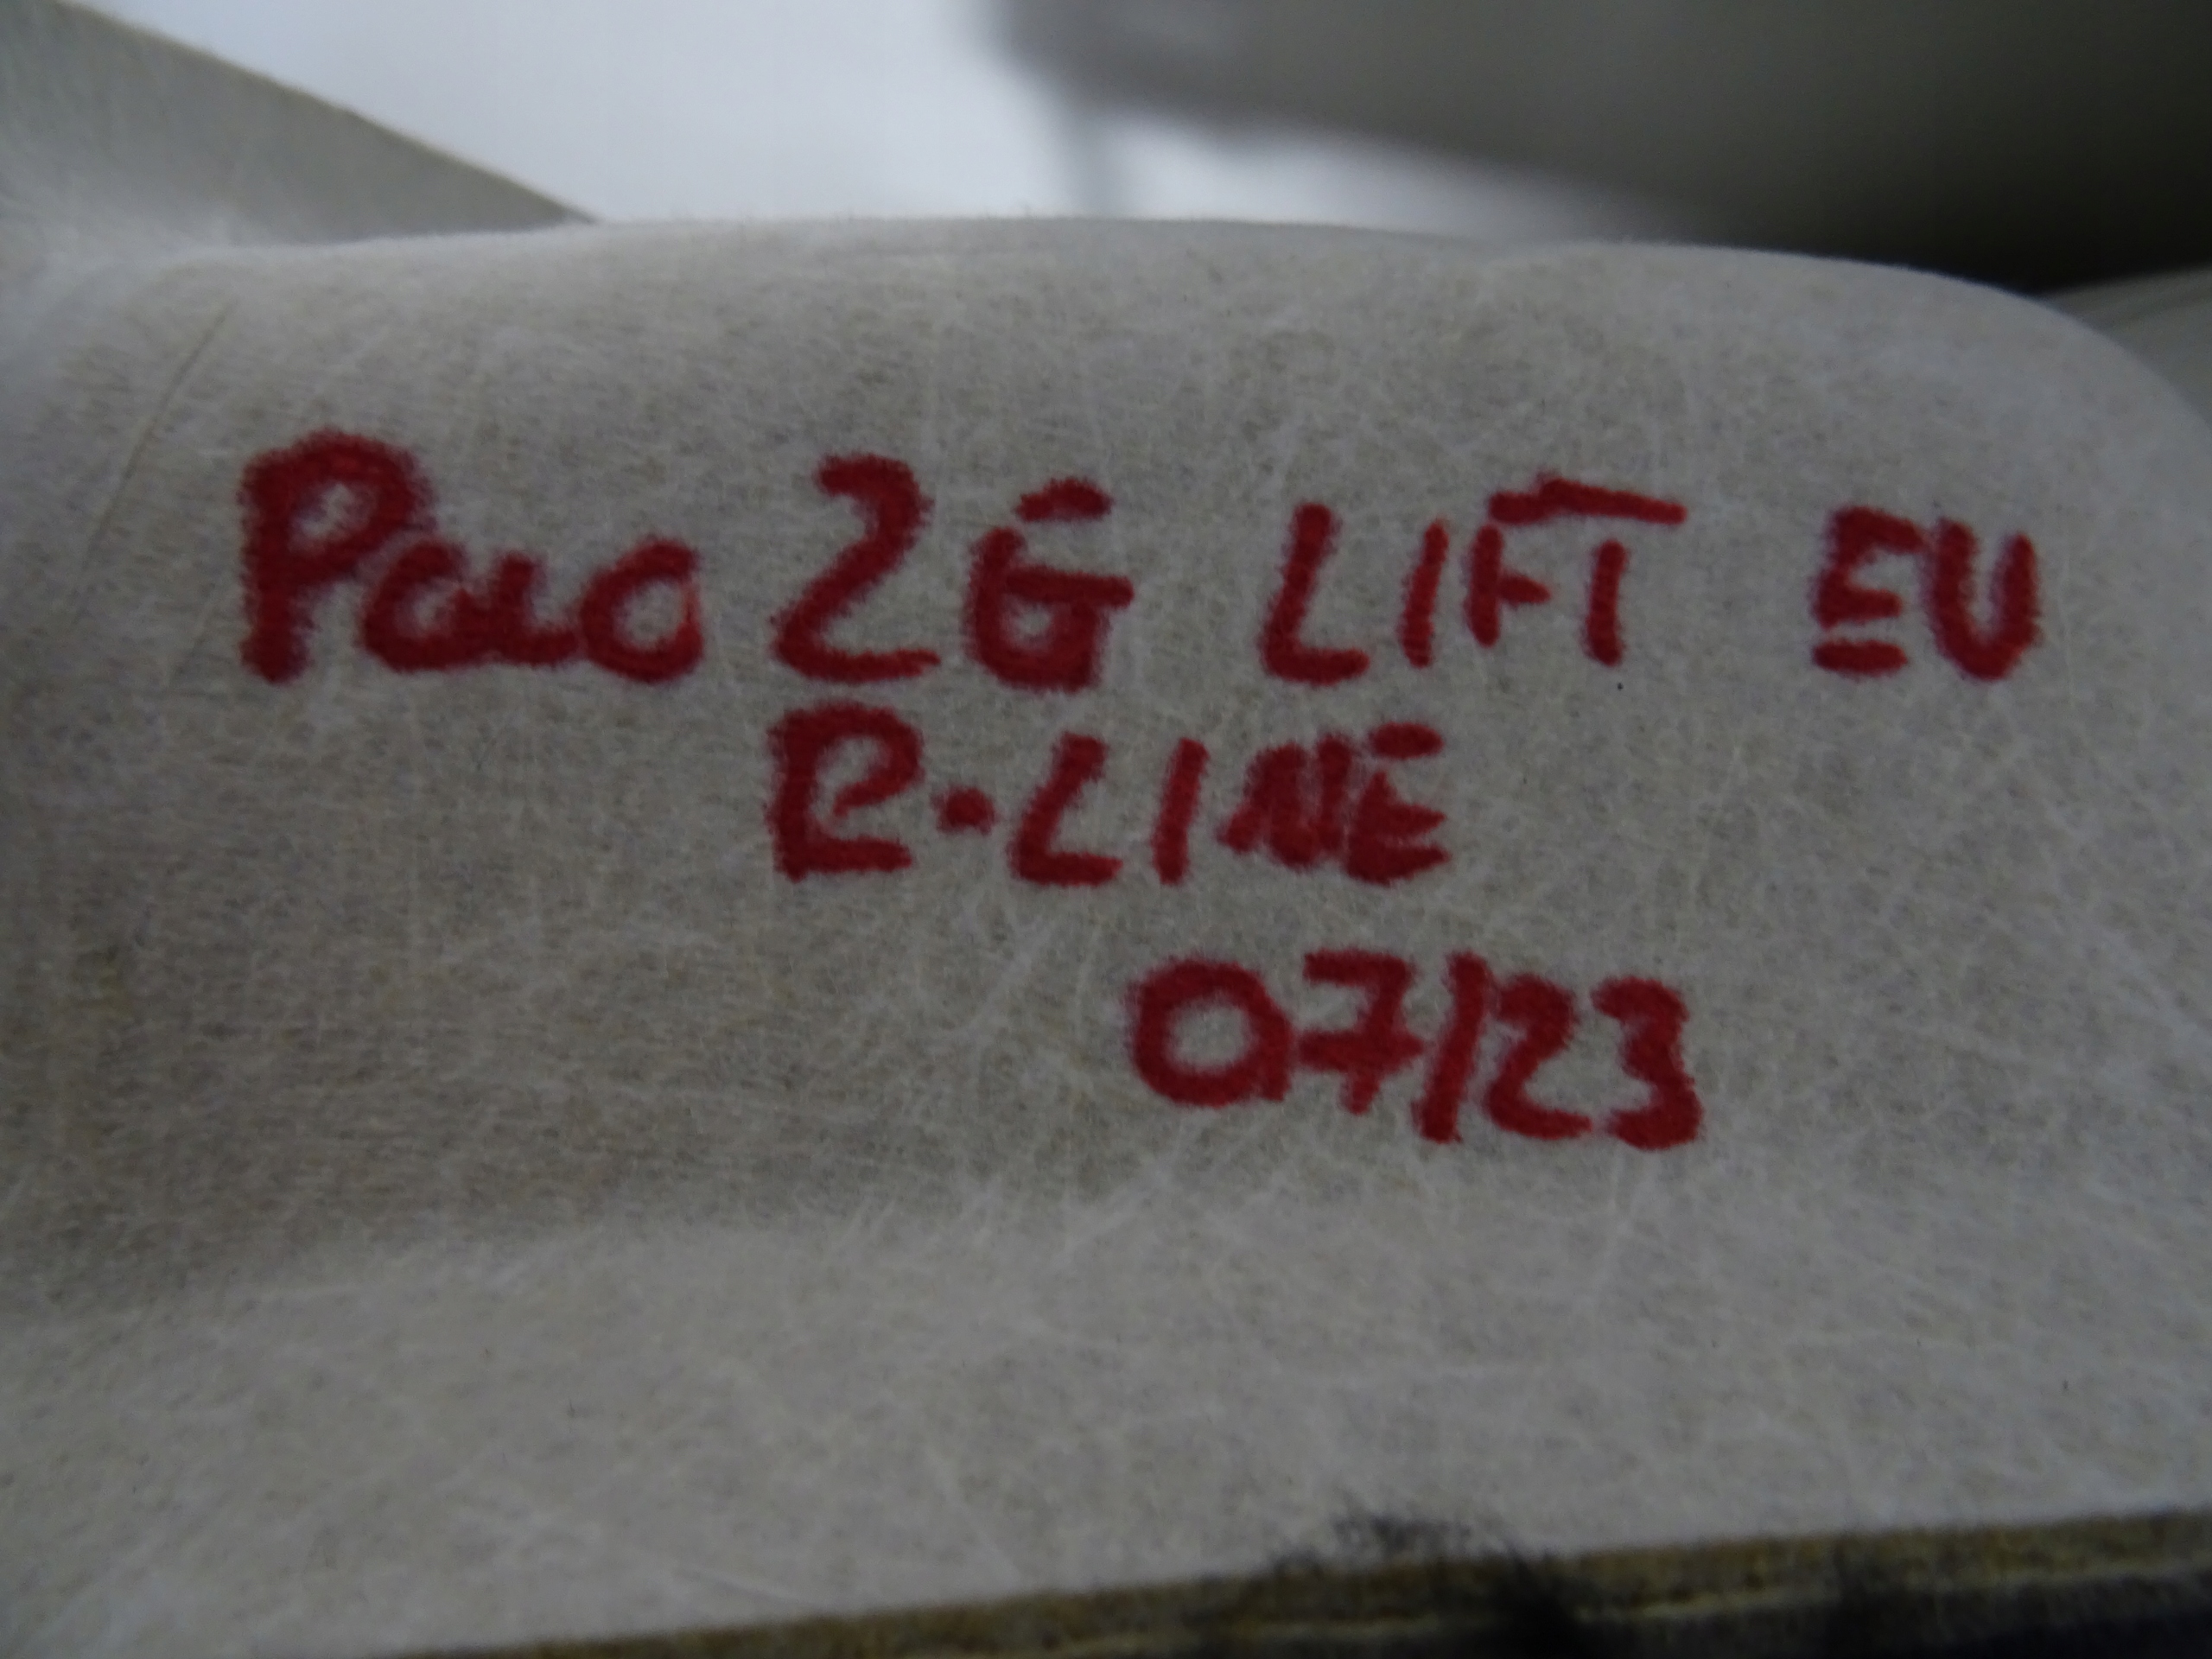 POLO 2G LIFT EU
R-LINE
07/23